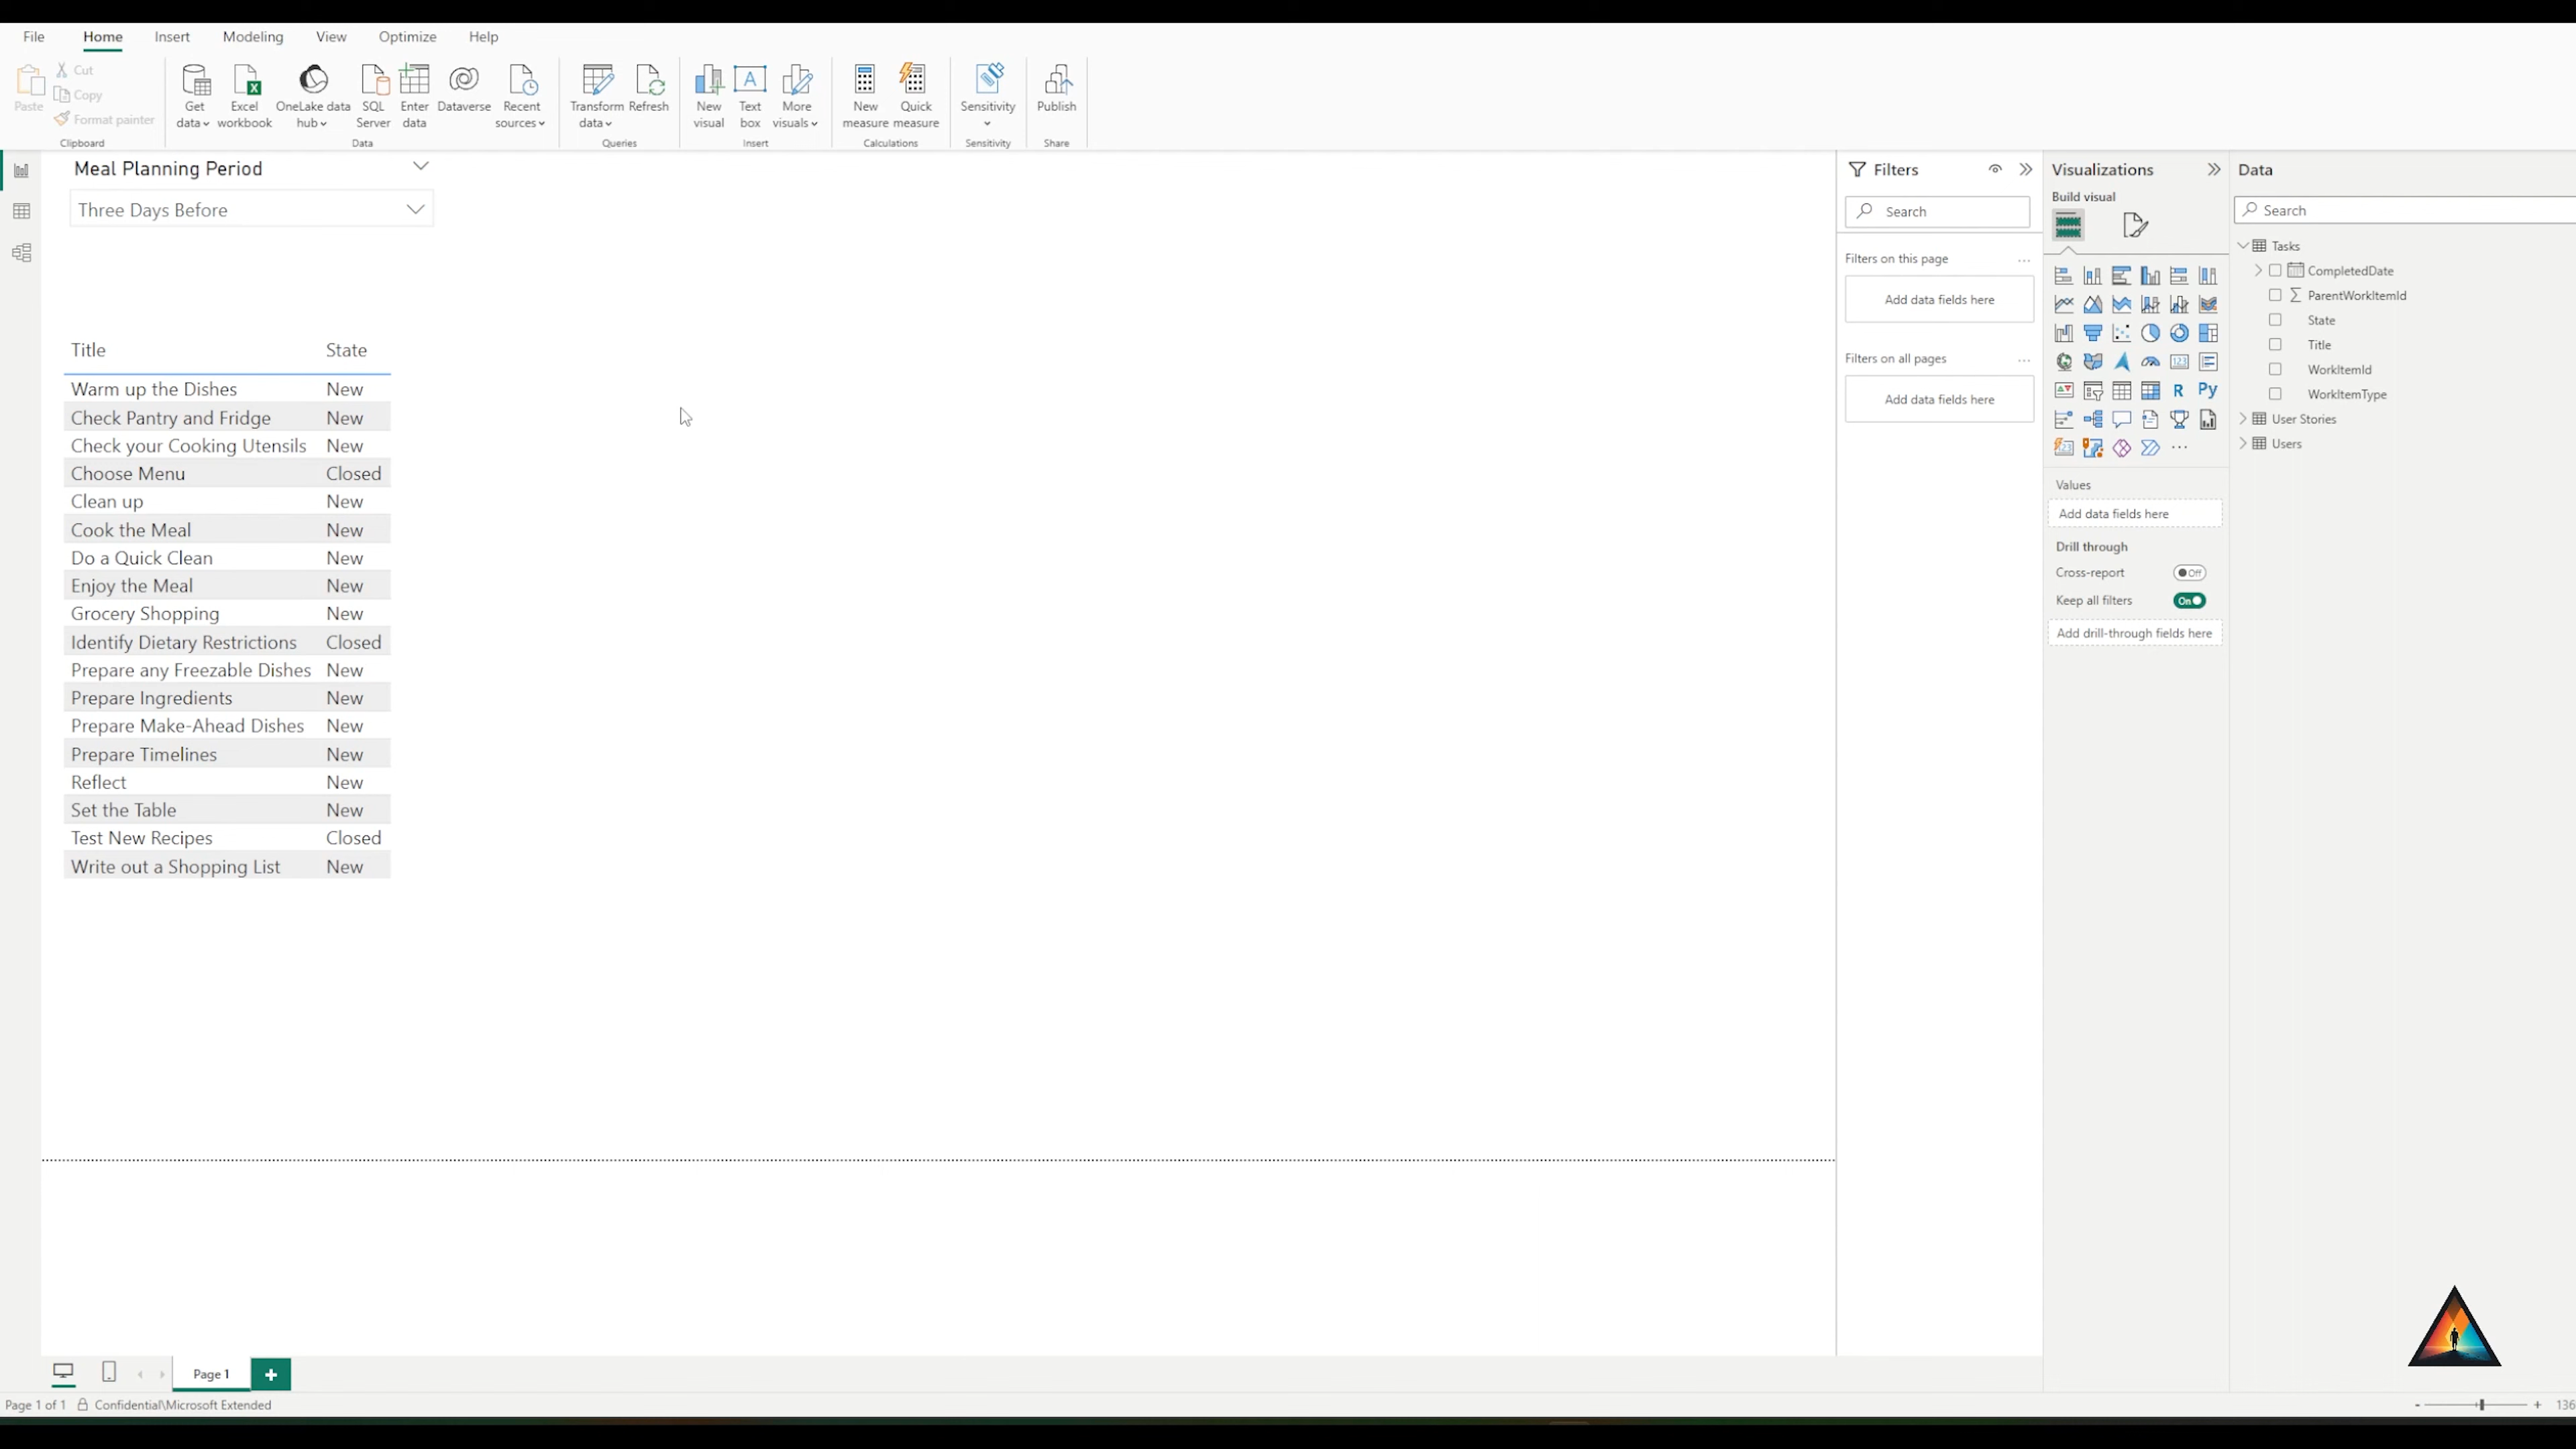 File Home Insert Modeling View Optimize Help
Paste
Cut
Copy
Format painter
Clipboard
Get data
Excel workbook
OneLake data hub
SQL Server
Enter data
Dataverse
Recent sources
Data
Transform data
Refresh
Queries
New visual
Text box
More visuals
Insert
New measure
Quick measure
Calculations
Sensitivity
Sensitivity
Publish
Share
Meal Planning Period
Three Days Before
Title State
Warm up the Dishes New
Check Pantry and Fridge New
Check your Cooking Utensils New
Choose Menu Closed
Clean up New
Cook the Meal New
Do a Quick Clean New
Enjoy the Meal New
Grocery Shopping New
Identify Dietary Restrictions Closed
Prepare any Freezable Dishes New
Prepare Ingredients New
Prepare Make-Ahead Dishes New
Prepare Timelines New
Reflect New
Set the Table New
Test New Recipes Closed
Write out a Shopping List New
Filters
Search
Filters on this page
Add data fields here
Filters on all pages
Add data fields here
Visualizations
Build visual
R Py
123
Values
Add data fields here
Drill through
Cross-report Off
Keep all filters On
Add drill-through fields here
Data
Search
Tasks
CompletedDate
ParentWorkItemId
State
Title
WorkItemId
WorkItemType
User Stories
Users
Page 1
Page 1 of 1 Confidential\Microsoft Extended
- + 136